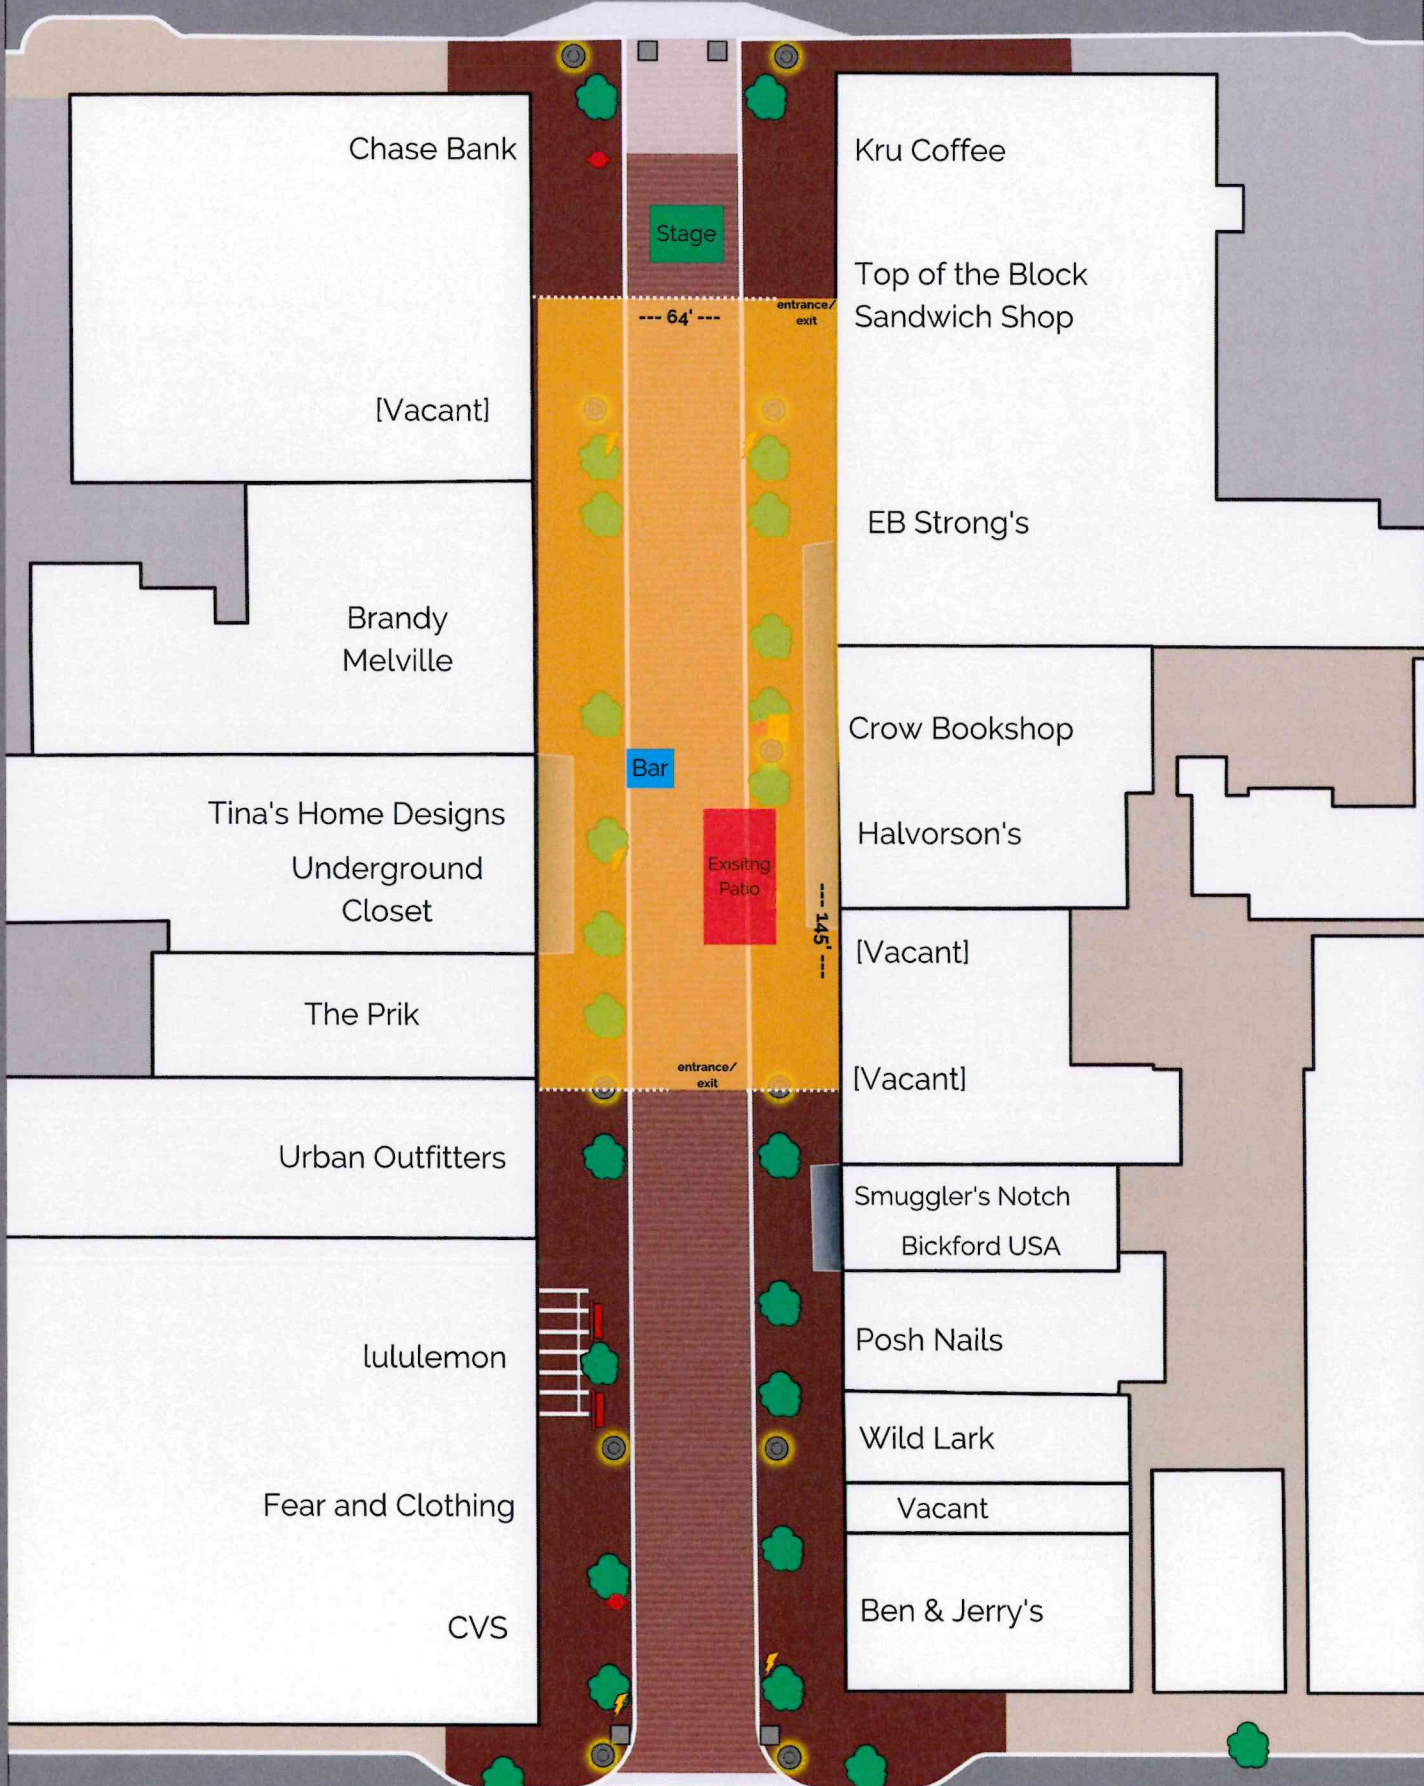 Chase Bank
Kru Coffee
Stage
Top of the Block
Sandwich Shop
entrance/
exit
--- 64' ---
[Vacant]
EB Strong's
Brandy
Melville
Crow Bookshop
Bar
Tina's Home Designs
Halvorson's
Underground
Closet
Exisitng
Patio
--- 145' ---
[Vacant]
The Prik
entrance/
exit
[Vacant]
Urban Outfitters
Smuggler's Notch
Bickford USA
lululemon
Posh Nails
Wild Lark
Fear and Clothing
Vacant
Ben & Jerry's
CVS